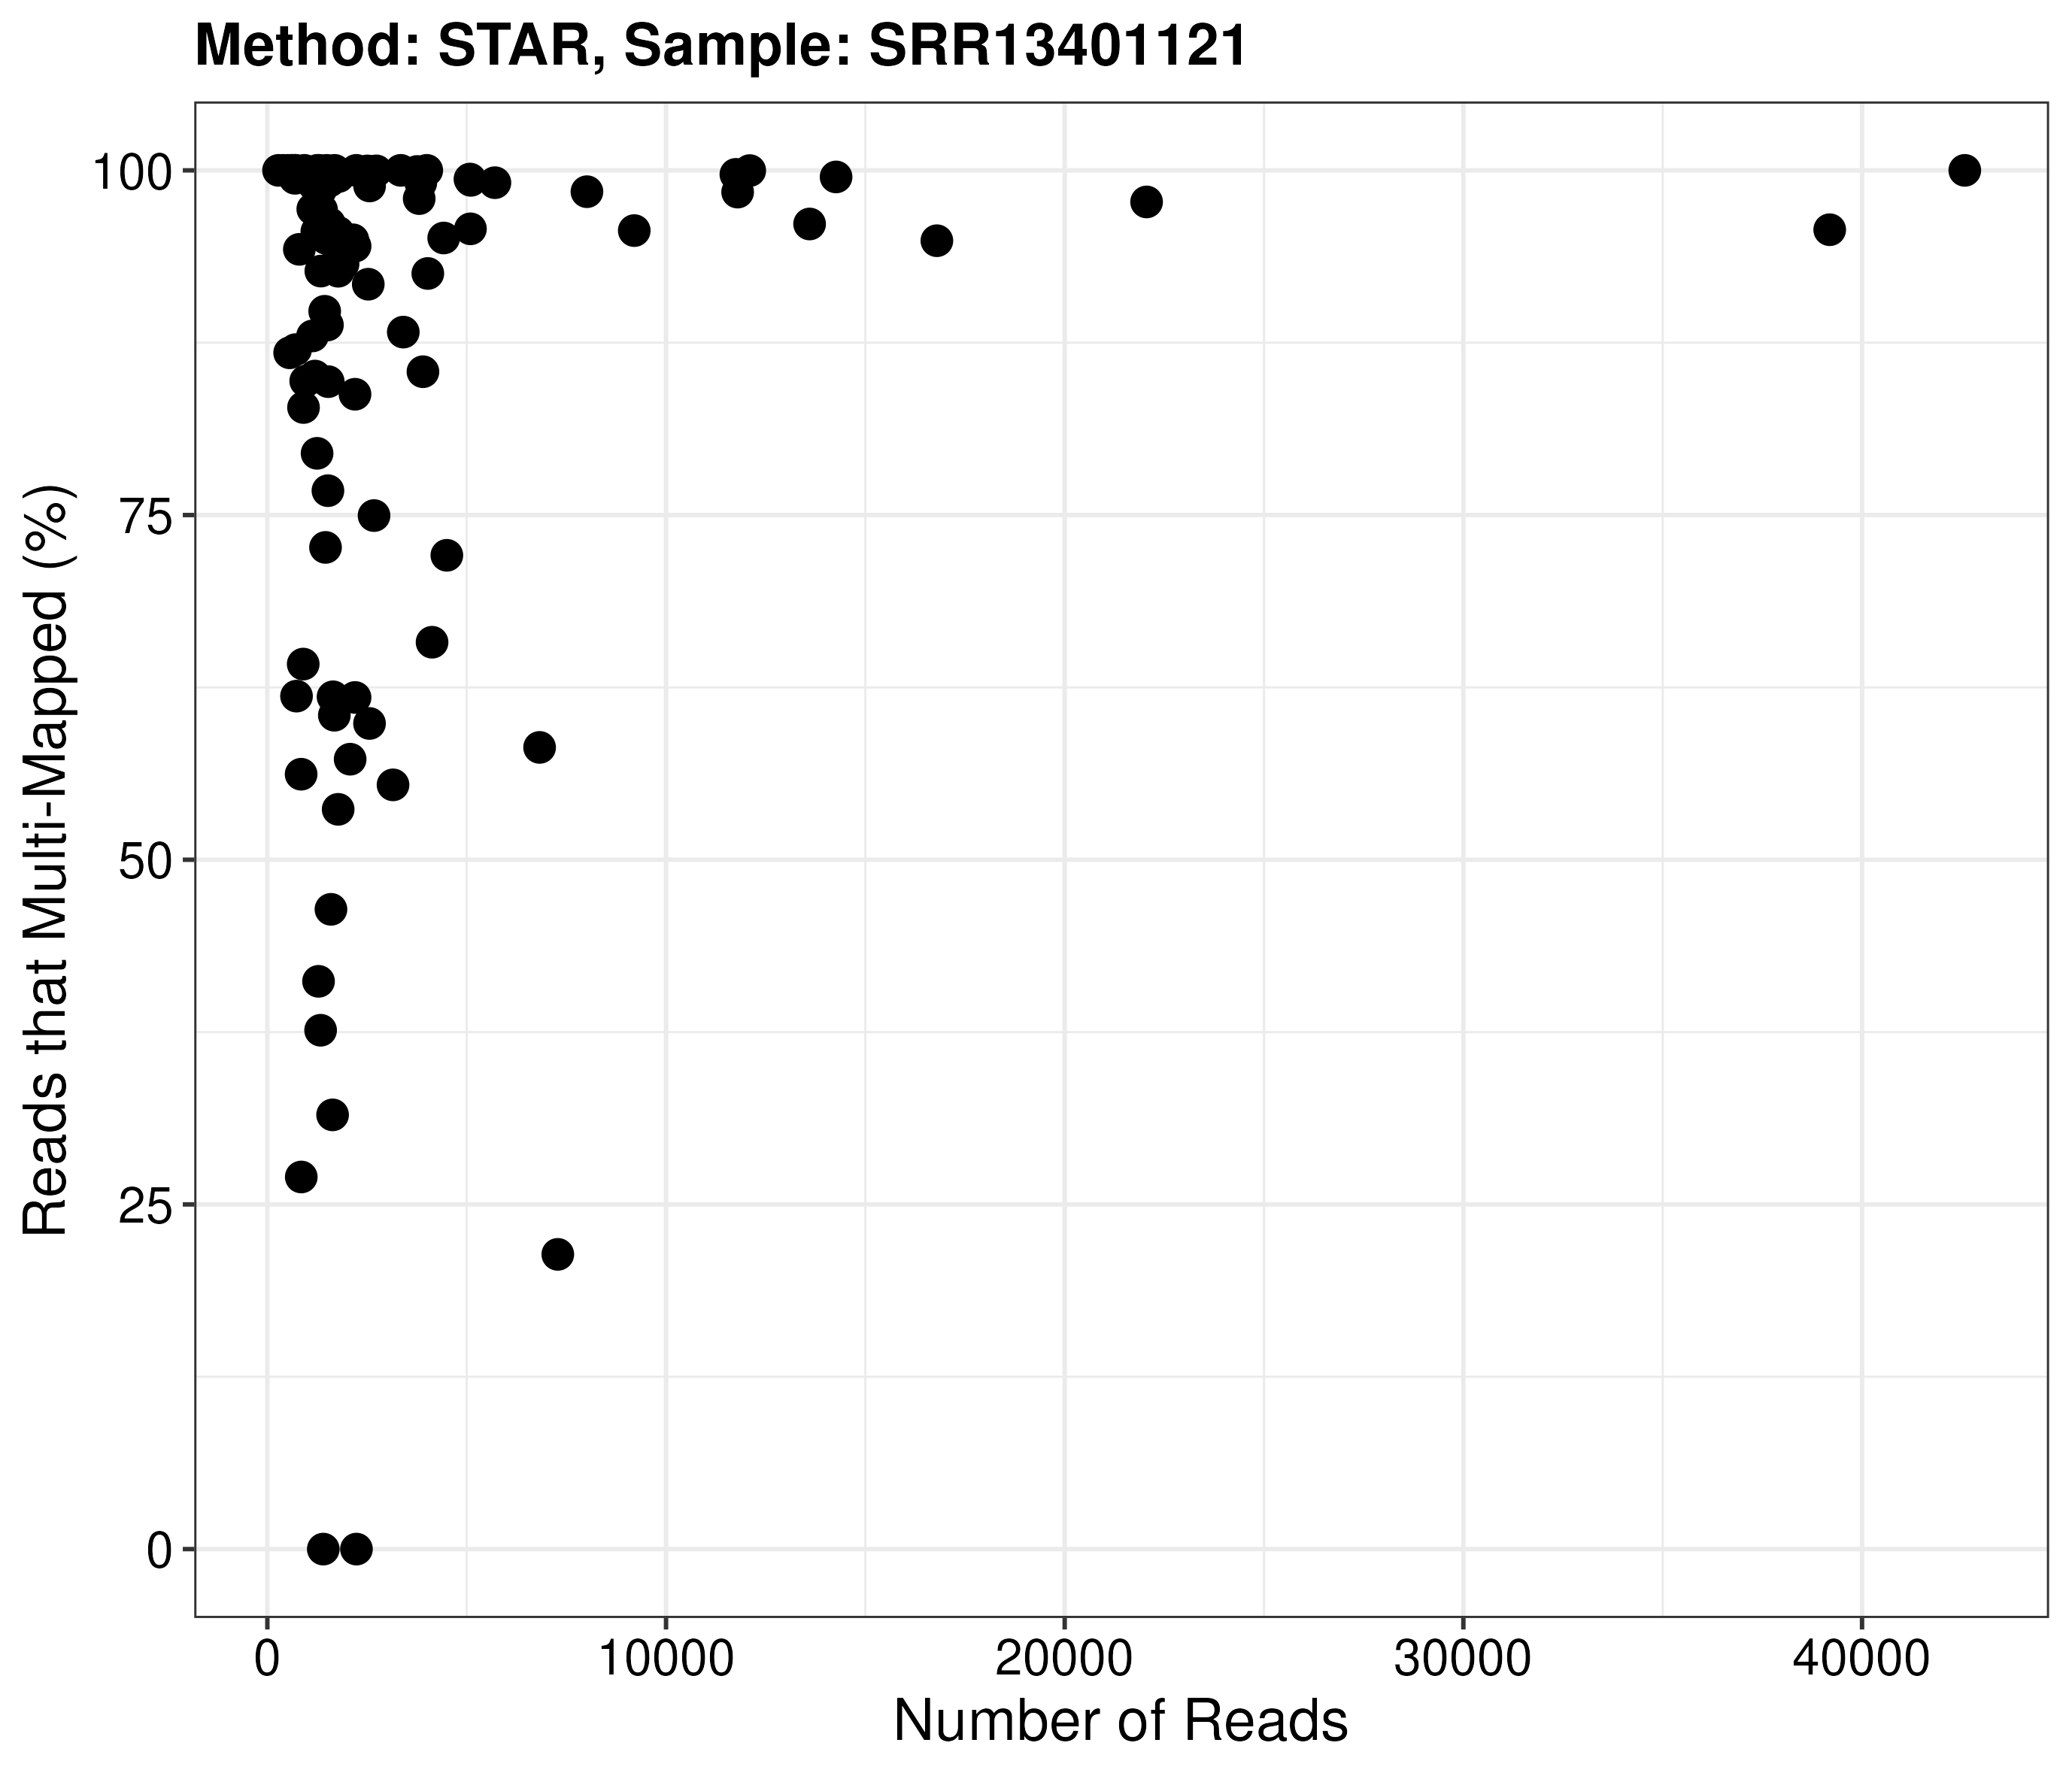 Method: STAR, Sample: SRR13401121
Reads that Multi-Mapped (%)
100
75
50
25
0
0 10000 20000 30000 40000
Number of Reads